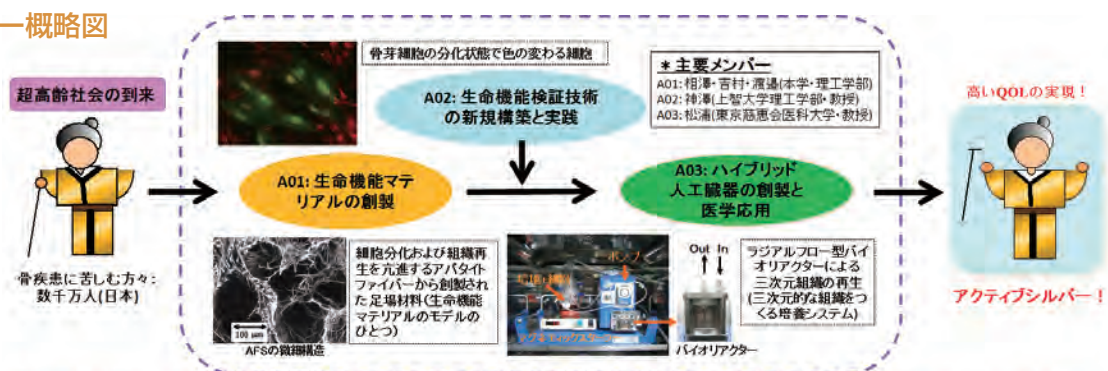 ー概略図
超高齢社会の到来
骨疾患に苦しむ方々:
数千万人(日本)
骨芽細胞の分化状態で色の変わる細胞
A02: 生命機能検証技術
の新規構築と実践
*主要メンバー
A01: 相澤・吉村・渡邉(本学・理工学部)
A02: 神澤(上智大学理工学部・教授)
A03: 松浦(東京慈恵会医科大学・教授)
A01: 生命機能マテ
リアルの創製
A03: ハイブリッド
人工臓器の創製と
医学応用
100 μm
AFSの微細構造
細胞分化および組織再
生を亢進するアパタイト
ファイバーから創製され
た足場材料(生命機能
マテリアルのモデルの
ひとつ)
ポンプ
Out In
バイオリアクター
ラジアルフロー型バイ
オリアクターによる
三次元組織の再生
(三次元的な組織をつ
くる培養システム)
高いQOLの実現!
アクティブシルバー!